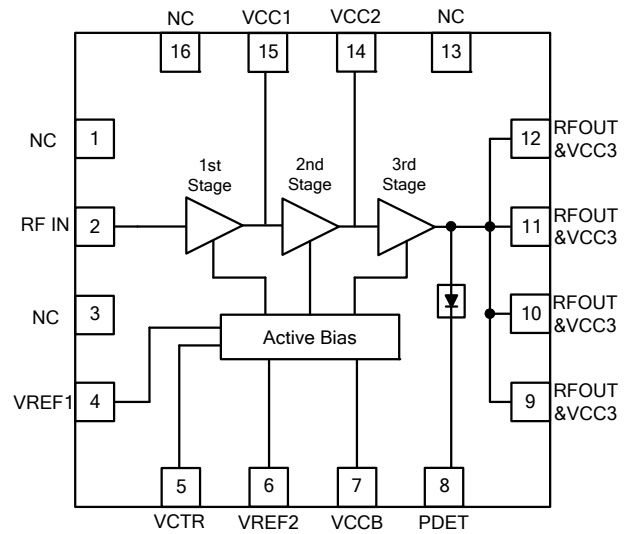 NC
VCC1
VCC2
NC
16
15
14
13
NC
1
12
RFOUT
&VCC3
1st
Stage
2nd
Stage
3rd
Stage
RF IN
2
11
RFOUT
&VCC3
NC
3
10
RFOUT
&VCC3
Active Bias
VREF1
4
9
RFOUT
&VCC3
5
6
7
8
VCTR
VREF2
VCCB
PDET